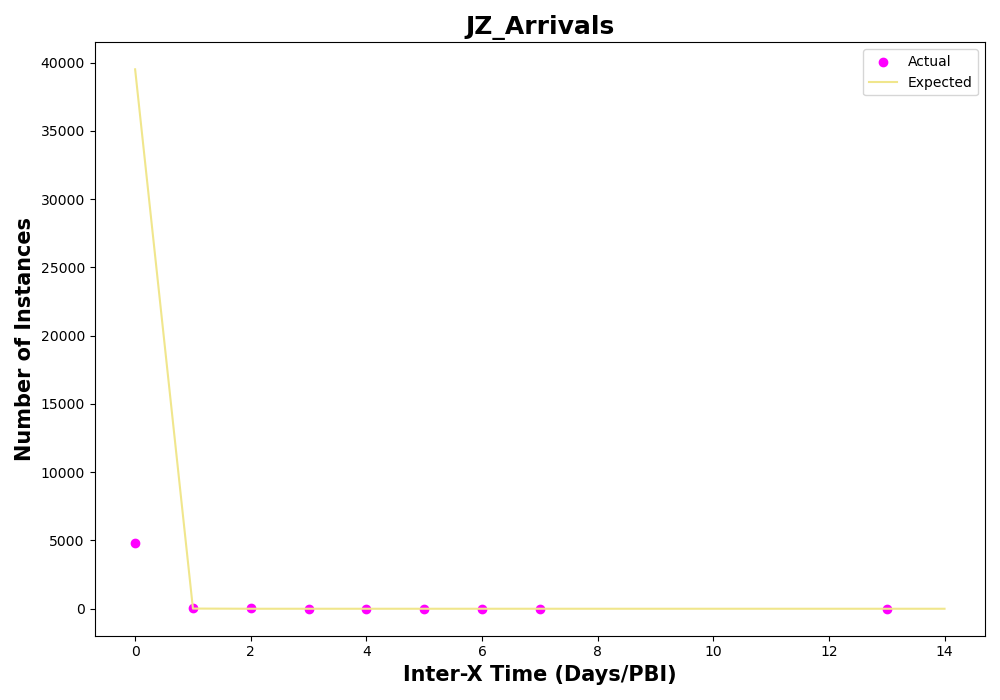 JZ_Arrivals
Actual
Expected
40000
35000
30000
25000
20000
15000
10000
5000
0
Number of Instances
0 2 4 6 8 10 12 14
Inter-X Time (Days/PBI)